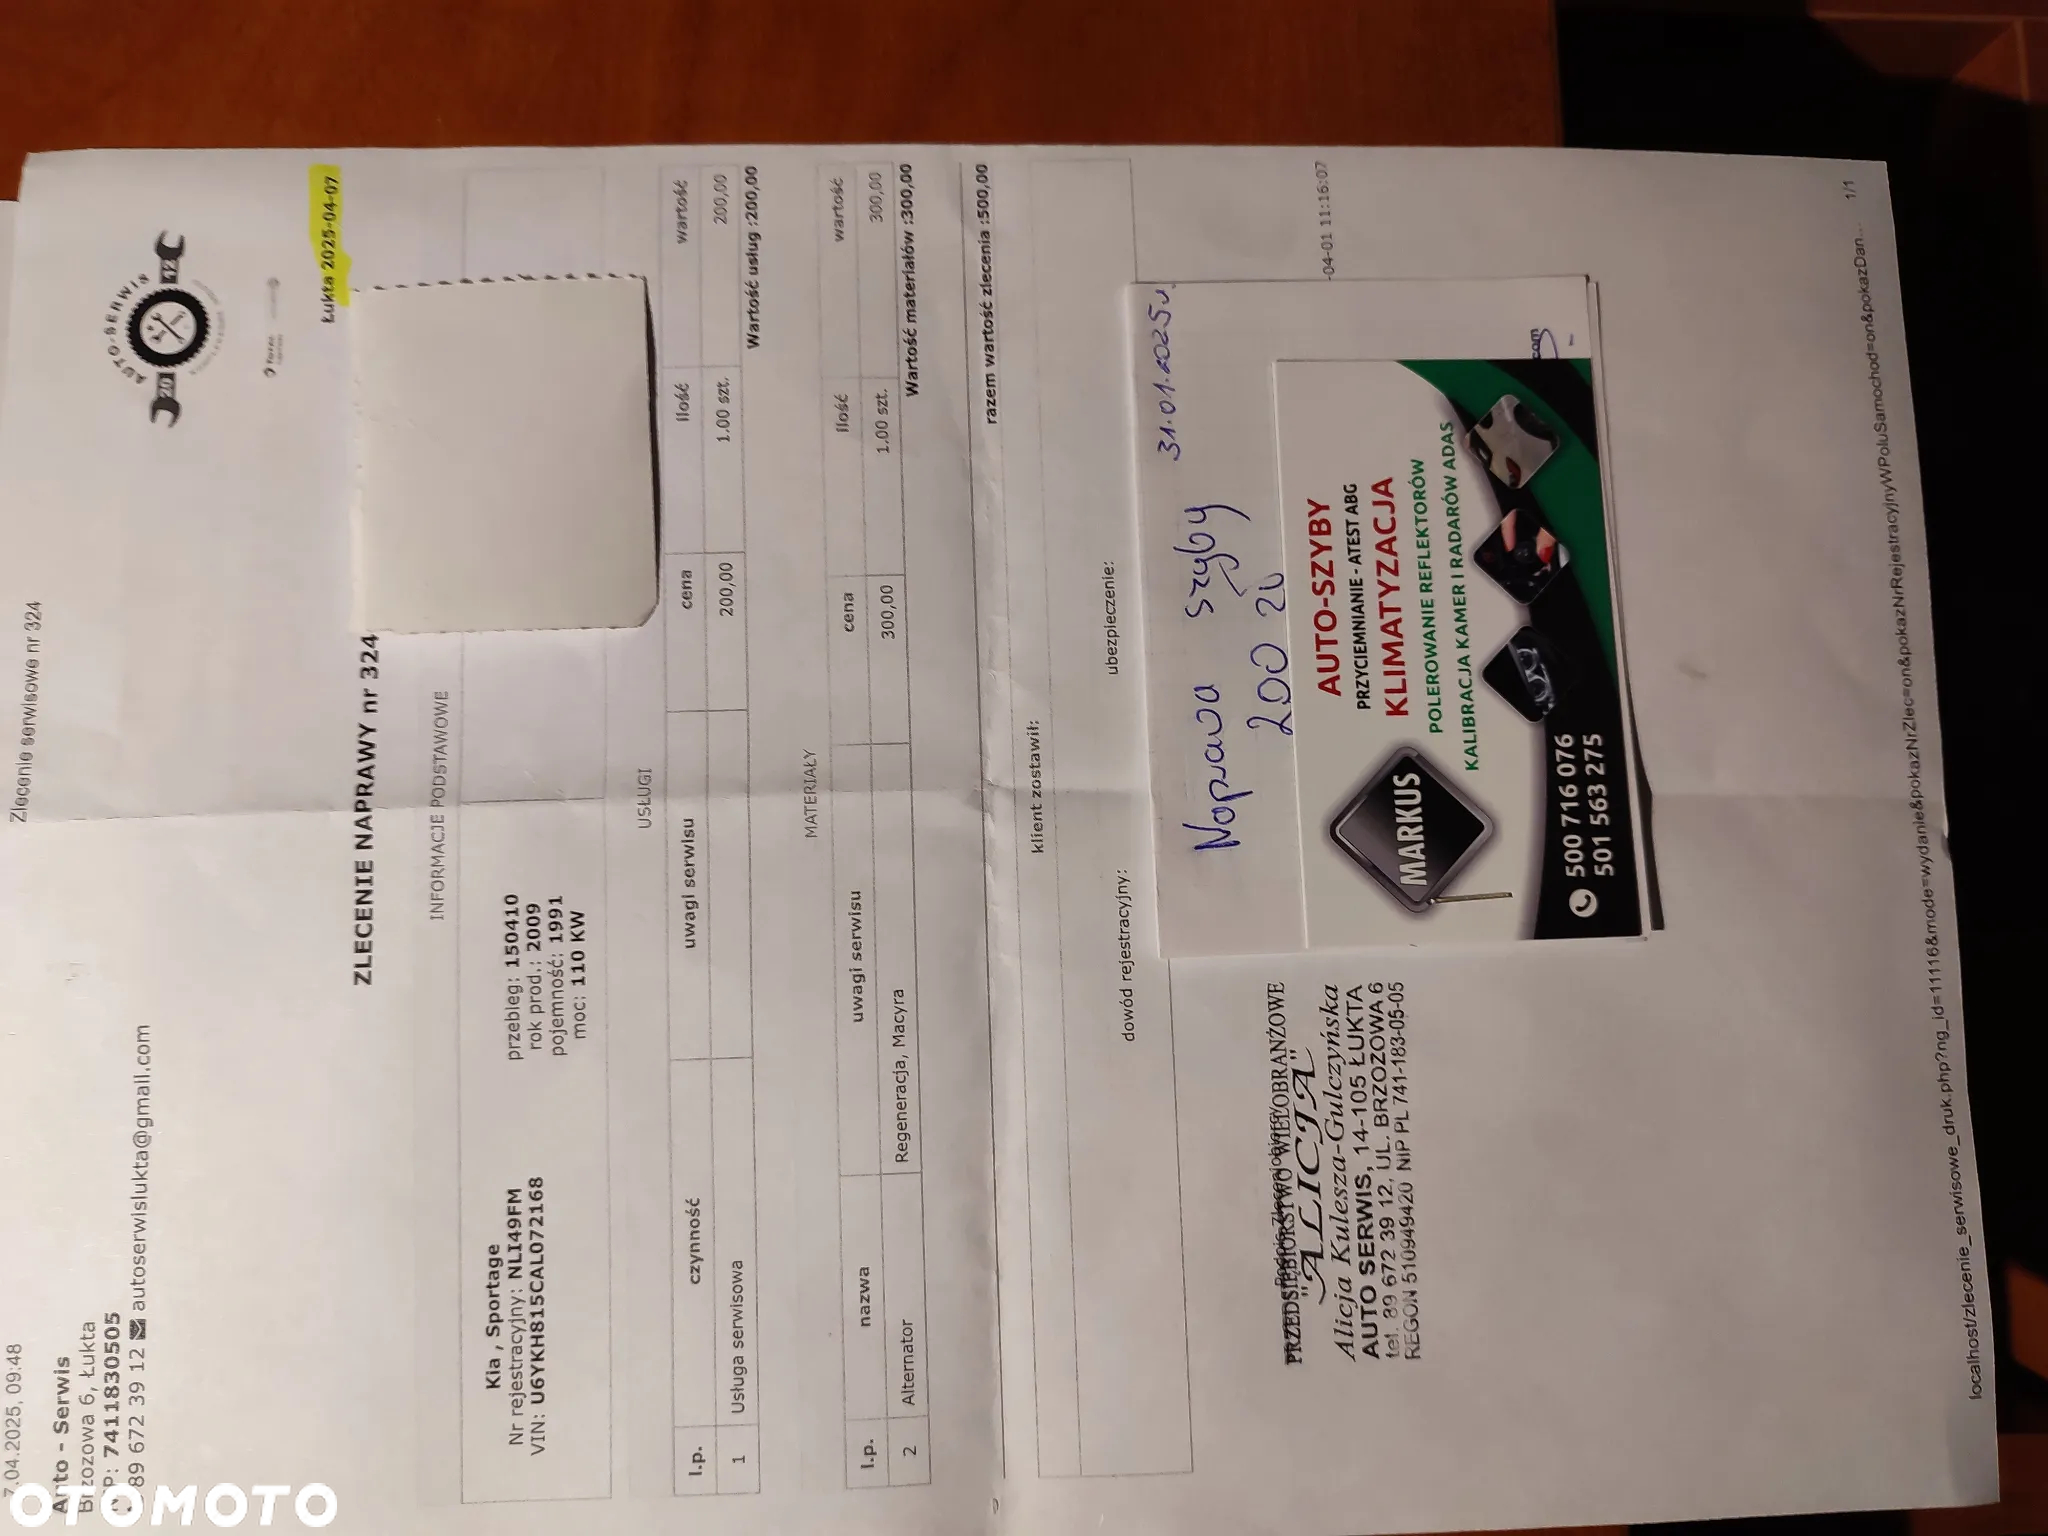 7.04.2025, 09:48
Zlecenie serwisowe nr 324
Auto - Serwis
Brzozowa 6, Łukta
P: 7411830505
89 672 39 12 autoserwislukta@gmail.com
AUTO-SERWIS
20 12
Łukta 2025-04-07
ZLECENIE NAPRAWY nr 324
INFORMACJE PODSTAWOWE
Kia , Sportage
Nr rejestracyjny: NLI49FM
VIN: U6YKH815CAL072168
przebieg: 150410
rok prod.: 2009
pojemność: 1991
moc: 110 KW
USŁUGI
l.p. czynność uwagi serwisu cena ilość wartość
1 Usługa serwisowa 200,00 1.00 szt. 200,00
Wartość usług :200,00
MATERIAŁY
l.p. nazwa uwagi serwisu cena ilość wartość
2 Alternator Regeneracja, Macyra 300,00 1.00 szt. 300,00
Wartość materiałów :300,00
razem wartość zlecenia :500,00
klient zostawił:
dowód rejestracyjny: ubezpieczenie:
-04-01 11:16:07
PRZEDSIĘBIORSTWO WIELOBRANŻOWE
"ALICJA"
Alicja Kulesza-Gulczyńska
AUTO SERWIS, 14-105 ŁUKTA
tel. 89 672 39 12, UL. BRZOZOWA 6
REGON 510949420 NIP PL 741-183-05-05
31.01.2025r.
Naprawa szyby
200 zł
MARKUS
AUTO-SZYBY
PRZYCIEMNIANIE - ATEST ABG
KLIMATYZACJA
POLEROWANIE REFLEKTORÓW
KALIBRACJA KAMER I RADARÓW ADAS
500 716 076
501 563 275
com
localhost/zlecenie_serwisowe_druk.php?ng_id=1116&mode=wydanie&pokazNrZlec=on&pokazNrRejestracyjnyWPoluSamochod=on&pokazDan... 1/1
OTOMOTO